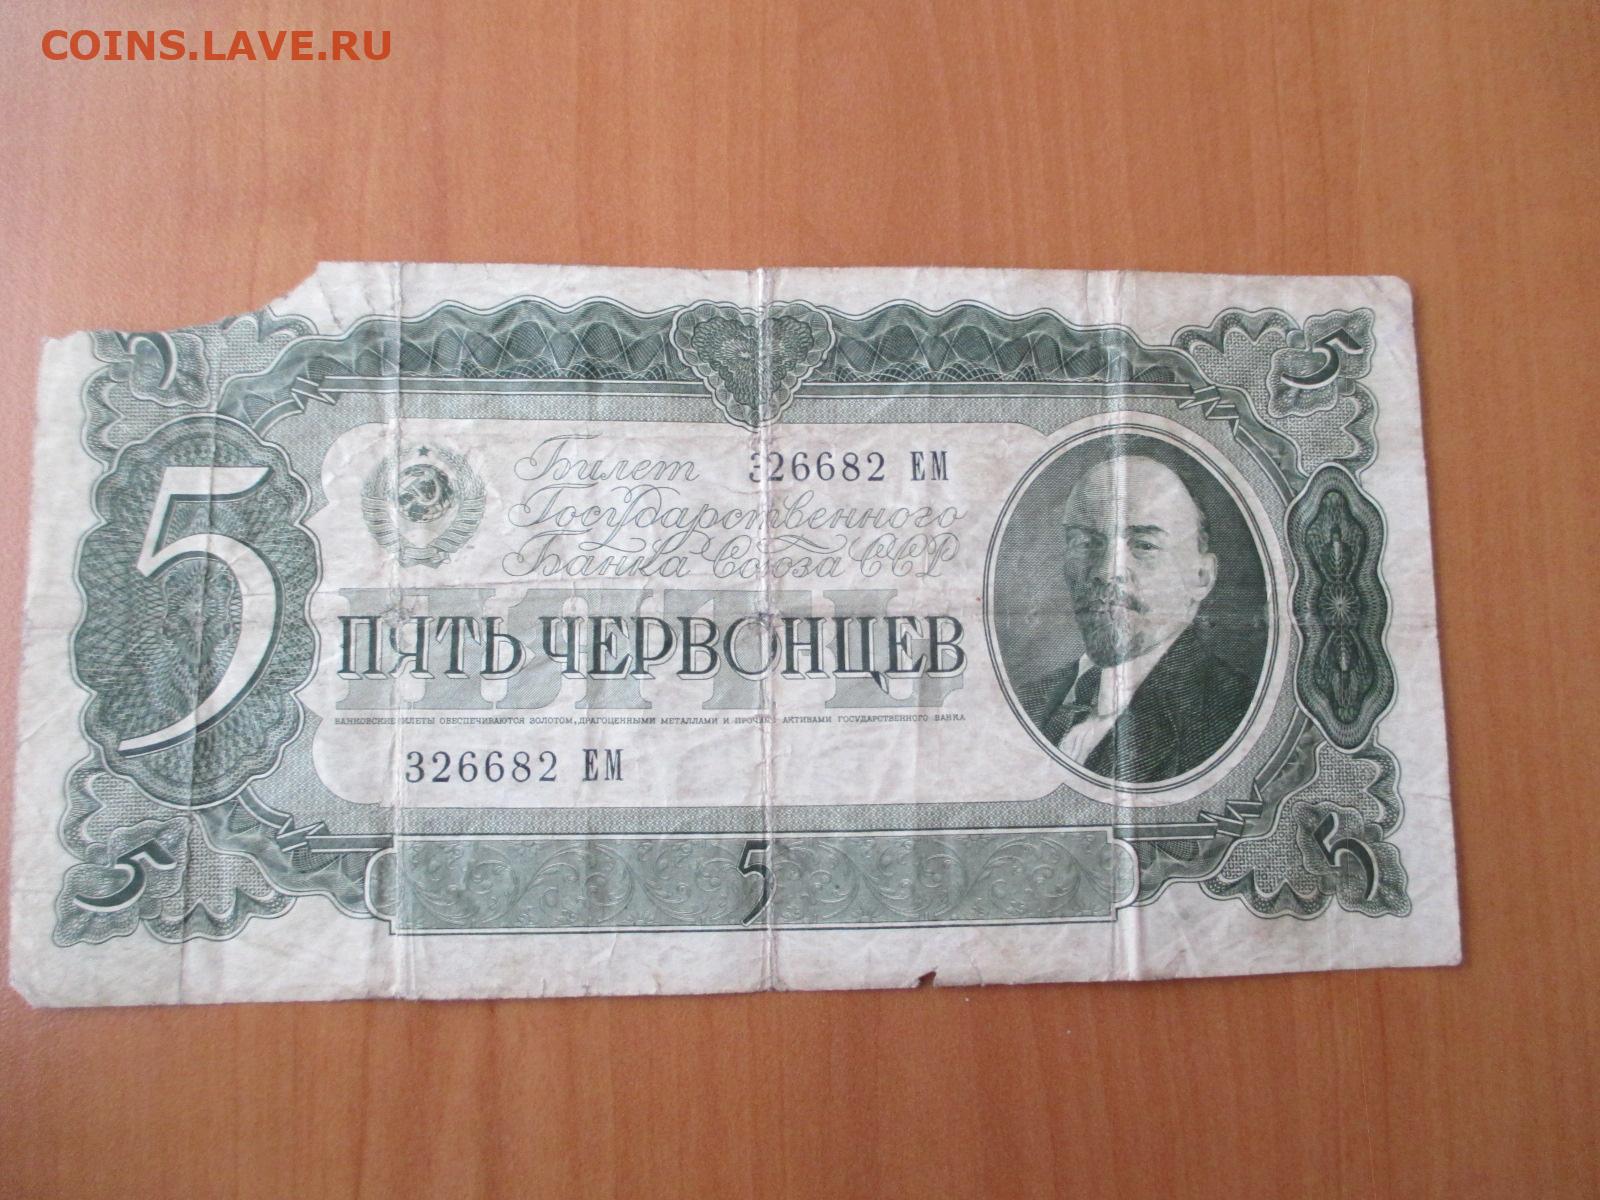 COINS.LAVE.RU
5
5
Билет 326682 ЕМ
Государственного
Банка Союза ССР
5
ПЯТЬ
ПЯТЬ ЧЕРВОНЦЕВ
БАНКОВСКИЕ БИЛЕТЫ ОБЕСПЕЧИВАЮТСЯ ЗОЛОТОМ, ДРАГОЦЕННЫМИ МЕТАЛЛАМИ И ПРОЧИМИ АКТИВАМИ ГОСУДАРСТВЕННОГО БАНКА
326682 ЕМ
5
5
5